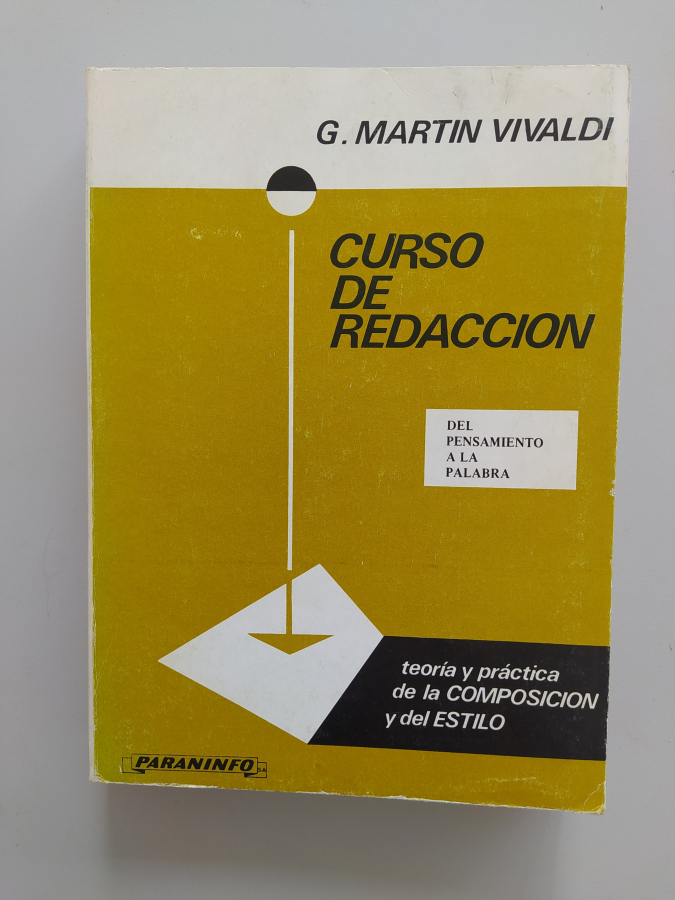 G. MARTIN VIVALDI
CURSO
DE
REDACCION
DEL
PENSAMIENTO
A LA
PALABRA
teoría y práctica
de la COMPOSICION
y del ESTILO
PARANINFO S.A.